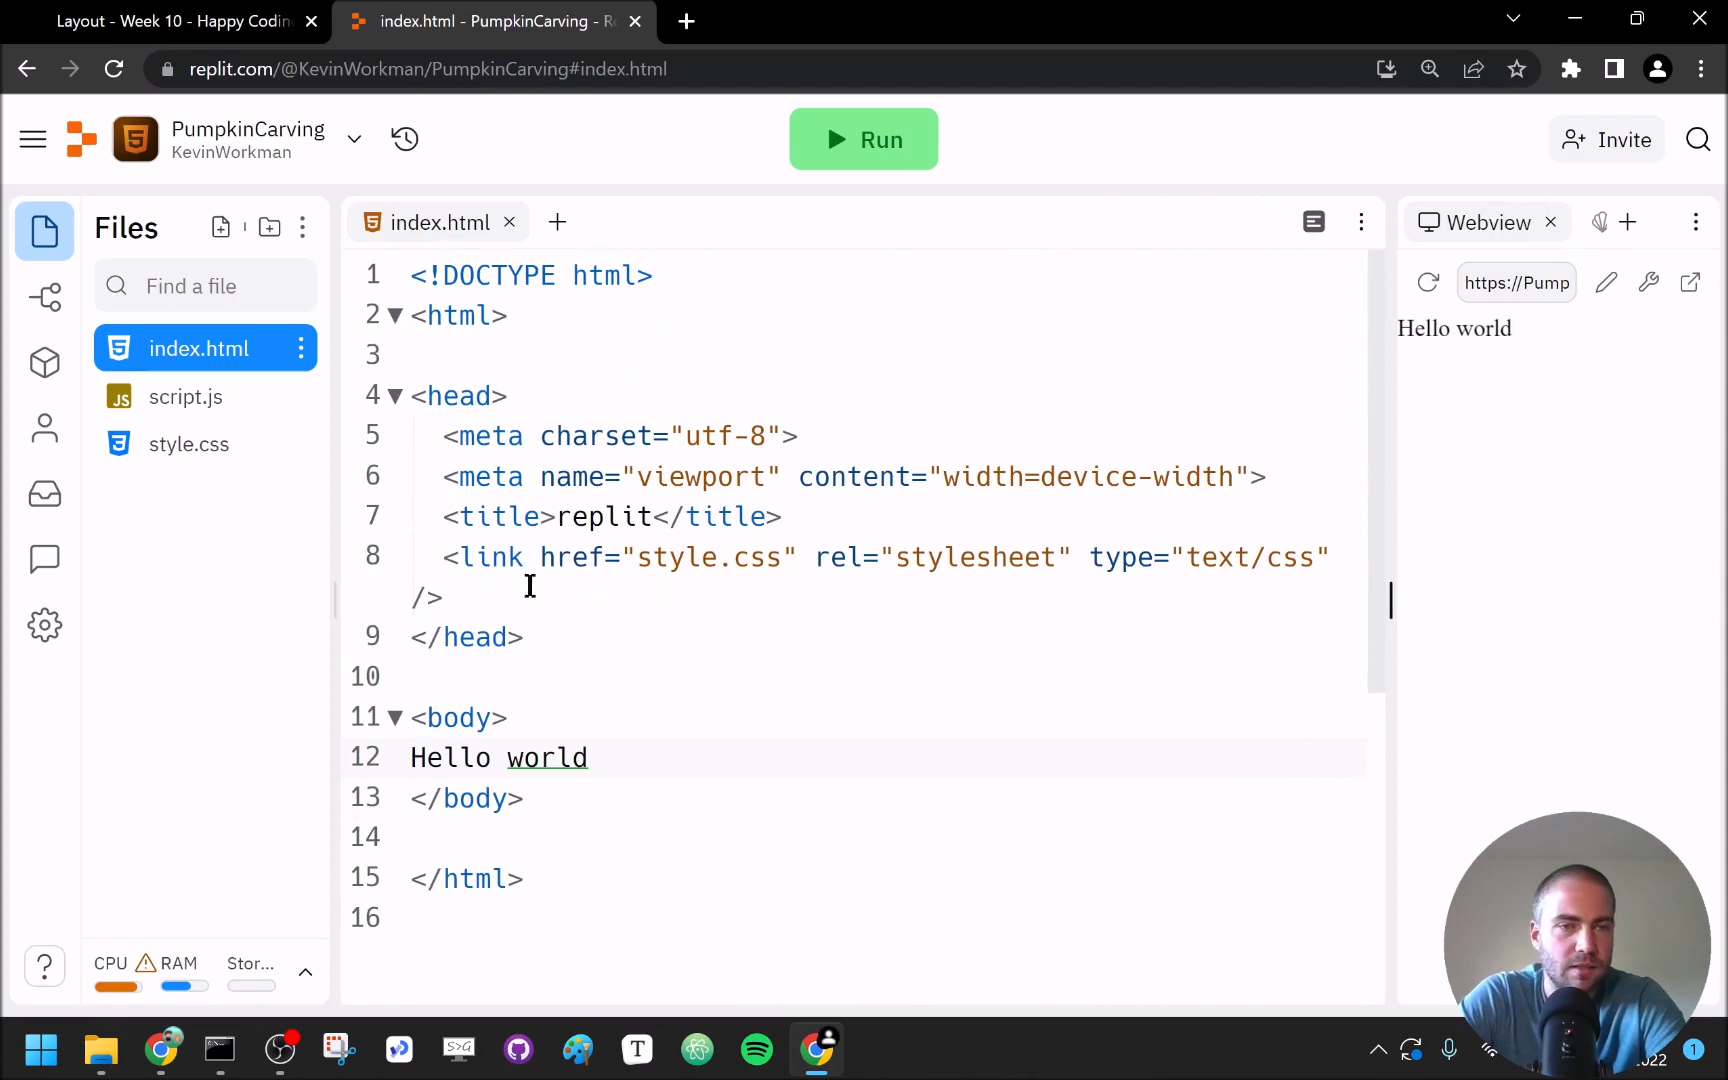 Layout - Week 10 - Happy Codin
index.html - PumpkinCarving - Re
replit.com/@KevinWorkman/PumpkinCarving#index.html
PumpkinCarving
KevinWorkman
Run
Invite
Files
index.html
Webview
Find a file
https://Pump
Hello world
index.html
script.js
style.css
1 <!DOCTYPE html>
2 <html>
3
4 <head>
5 <meta charset="utf-8">
6 <meta name="viewport" content="width=device-width">
7 <title>replit</title>
8 <link href="style.css" rel="stylesheet" type="text/css"
/>
9 </head>
10
11 <body>
12 Hello world
13 </body>
14
15 </html>
16
CPU RAM Stor...
?
S>G
T
2022
1